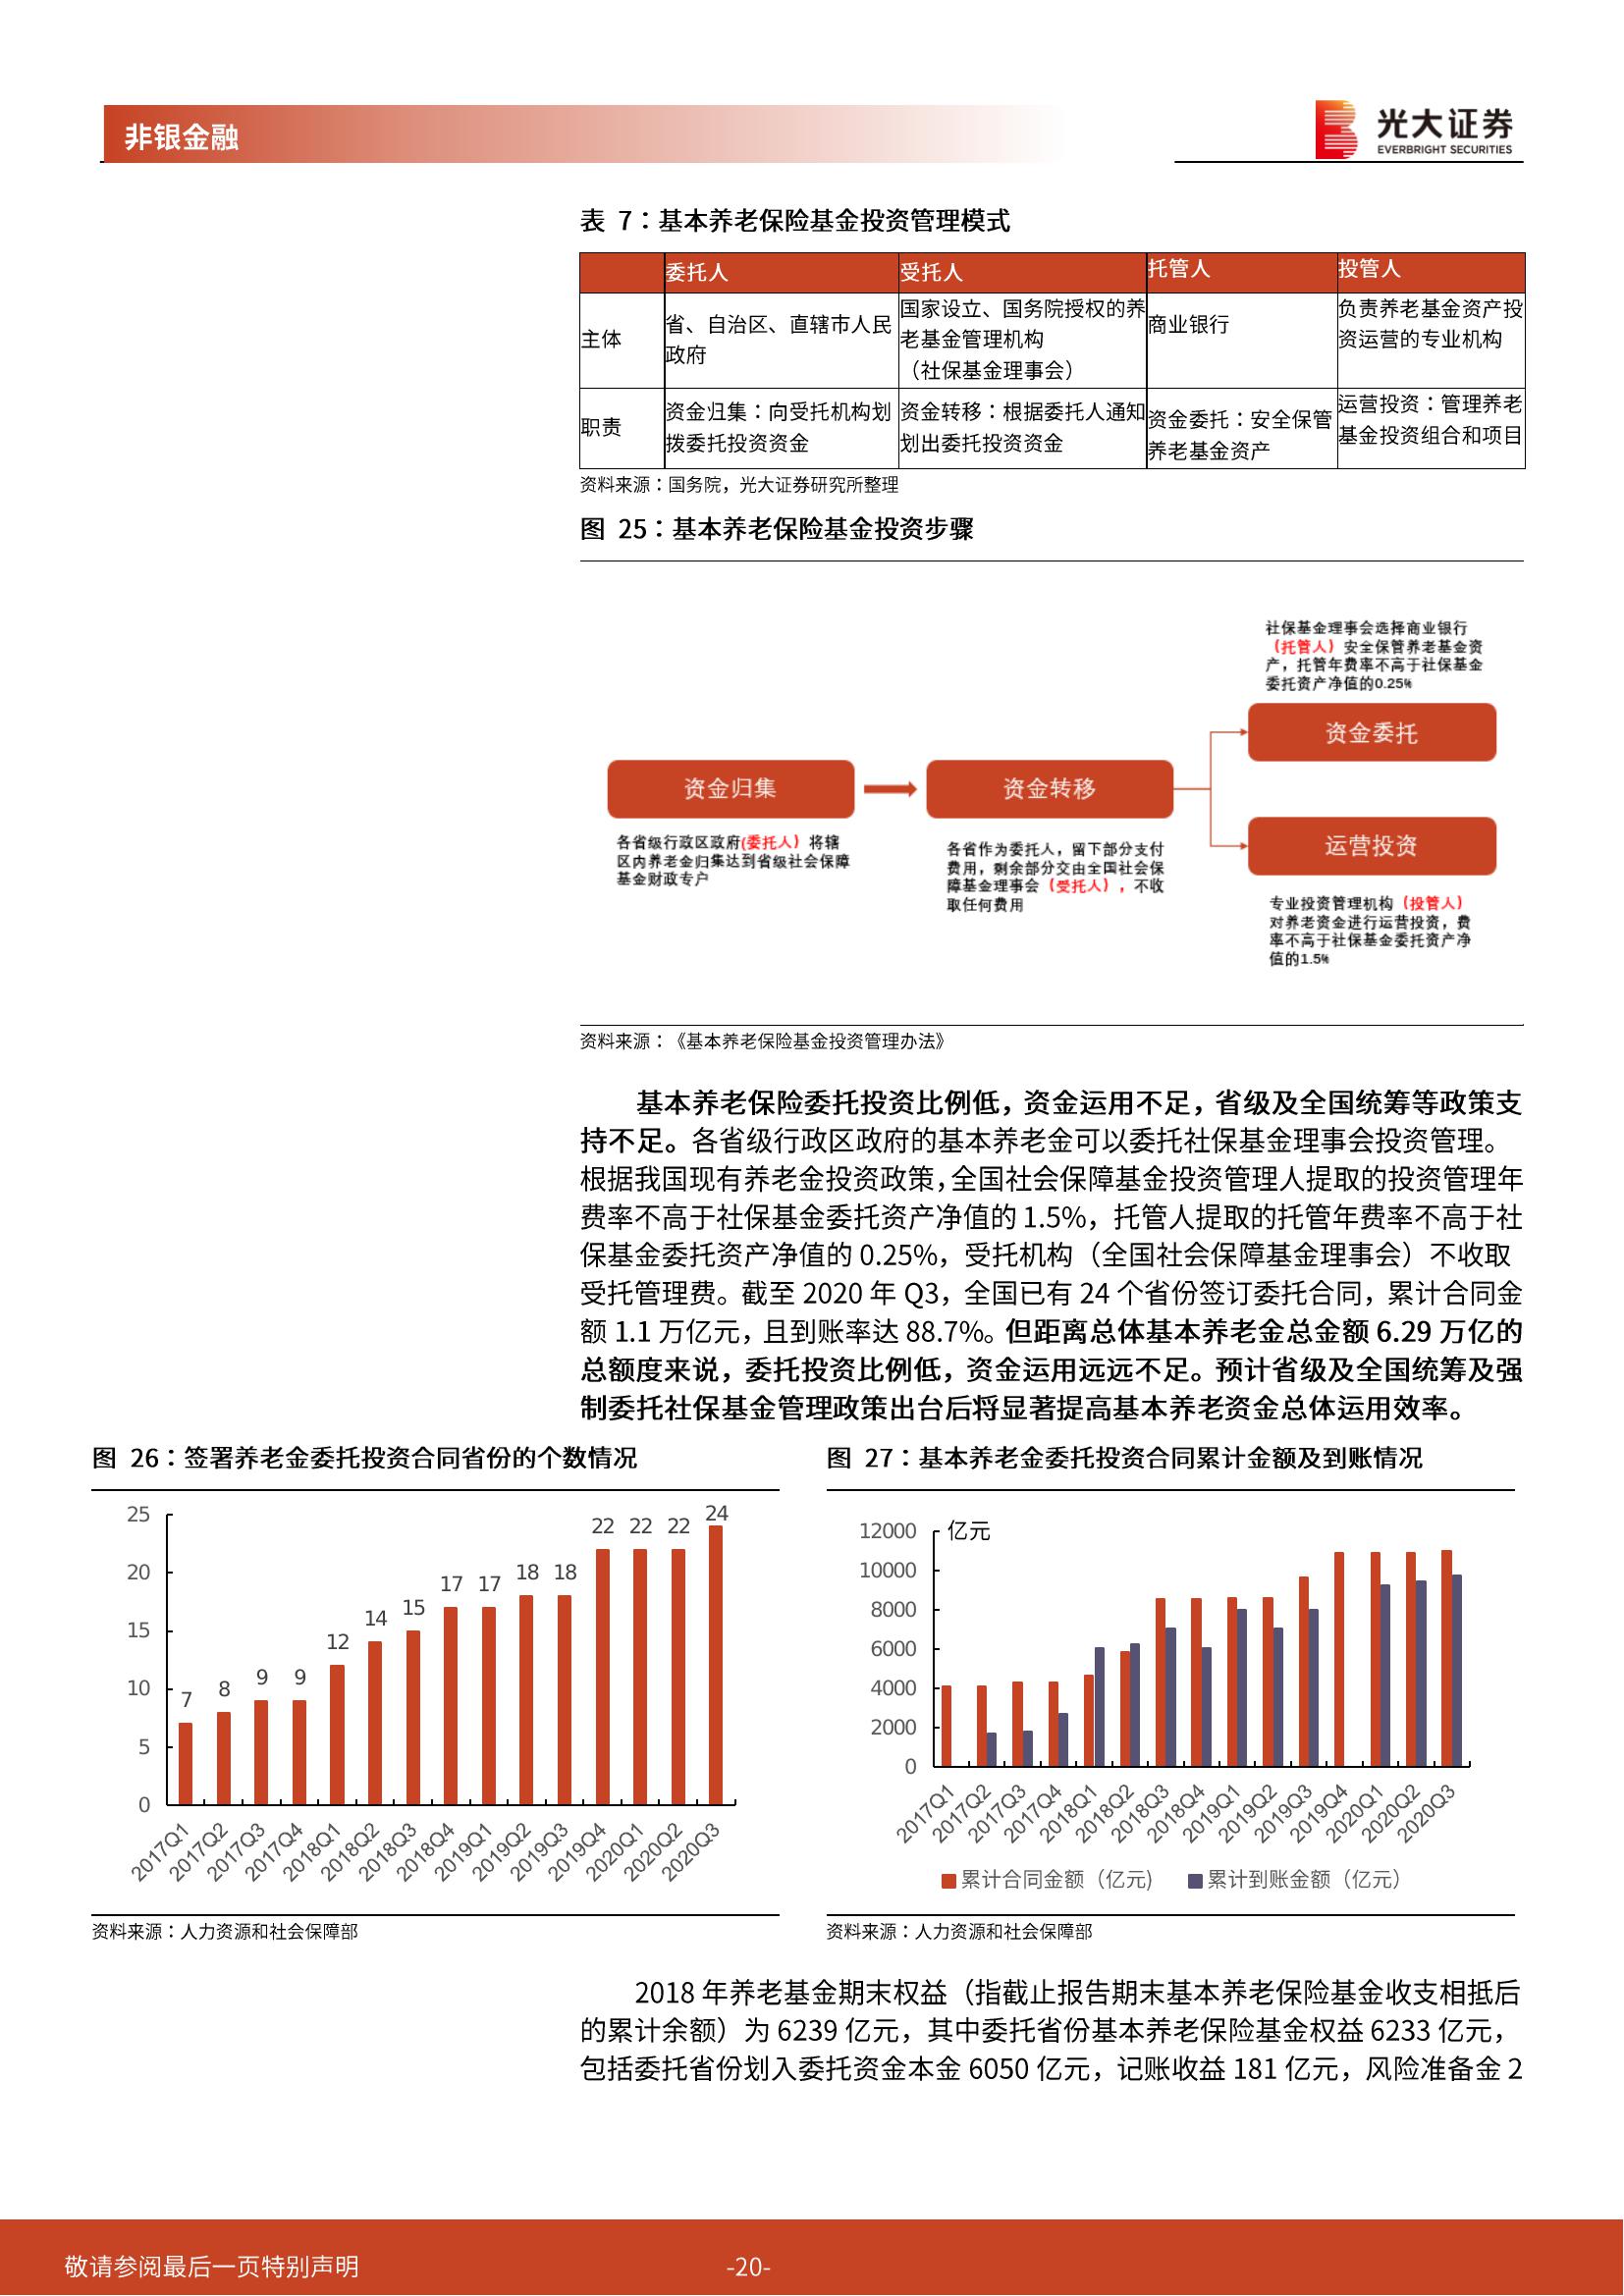 非银金融
光大证券
EVERBRIGHT SECURITIES
表 7：基本养老保险基金投资管理模式
委托人 受托人 托管人 投管人
主体
省、自治区、直辖市人民
政府
国家设立、国务院授权的养
老基金管理机构
（社保基金理事会）
商业银行
负责养老基金资产投
资运营的专业机构
职责
资金归集：向受托机构划
拨委托投资资金
资金转移：根据委托人通知
划出委托投资资金
资金委托：安全保管
养老基金资产
运营投资：管理养老
基金投资组合和项目
资料来源：国务院，光大证券研究所整理
图 25：基本养老保险基金投资步骤
社保基金理事会选择商业银行
（托管人）安全保管养老基金资
产，托管年费率不高于社保基金
委托资产净值的0.25%
资金委托
资金归集
资金转移
各省级行政区政府(委托人）将辖
区内养老金归集达到省级社会保障
基金财政专户
各省作为委托人，留下部分支付
费用，剩余部分交由全国社会保
障基金理事会（受托人），不收
取任何费用
运营投资
专业投资管理机构（投管人）
对养老资金进行运营投资，费
率不高于社保基金委托资产净
值的1.5%
资料来源：《基本养老保险基金投资管理办法》
基本养老保险委托投资比例低，资金运用不足，省级及全国统筹等政策支
持不足。各省级行政区政府的基本养老金可以委托社保基金理事会投资管理。
根据我国现有养老金投资政策，全国社会保障基金投资管理人提取的投资管理年
费率不高于社保基金委托资产净值的 1.5%，托管人提取的托管年费率不高于社
保基金委托资产净值的 0.25%，受托机构（全国社会保障基金理事会）不收取
受托管理费。截至 2020 年 Q3，全国已有 24 个省份签订委托合同，累计合同金
额 1.1 万亿元，且到账率达 88.7%。但距离总体基本养老金总金额 6.29 万亿的
总额度来说，委托投资比例低，资金运用远远不足。预计省级及全国统筹及强
制委托社保基金管理政策出台后将显著提高基本养老资金总体运用效率。
图 26：签署养老金委托投资合同省份的个数情况
25
20
15
10
5
0
7 8 9 9 12 14 15 17 17 18 18 22 22 22 24
2017Q1 2017Q2 2017Q3 2017Q4 2018Q1 2018Q2 2018Q3 2018Q4 2019Q1 2019Q2 2019Q3 2019Q4 2020Q1 2020Q2 2020Q3
资料来源：人力资源和社会保障部
图 27：基本养老金委托投资合同累计金额及到账情况
亿元
12000
10000
8000
6000
4000
2000
0
2017Q1 2017Q2 2017Q3 2017Q4 2018Q1 2018Q2 2018Q3 2018Q4 2019Q1 2019Q2 2019Q3 2019Q4 2020Q1 2020Q2 2020Q3
累计合同金额（亿元） 累计到账金额（亿元）
资料来源：人力资源和社会保障部
2018 年养老基金期末权益（指截止报告期末基本养老保险基金收支相抵后
的累计余额）为 6239 亿元，其中委托省份基本养老保险基金权益 6233 亿元，
包括委托省份划入委托资金本金 6050 亿元，记账收益 181 亿元，风险准备金 2
敬请参阅最后一页特别声明
-20-